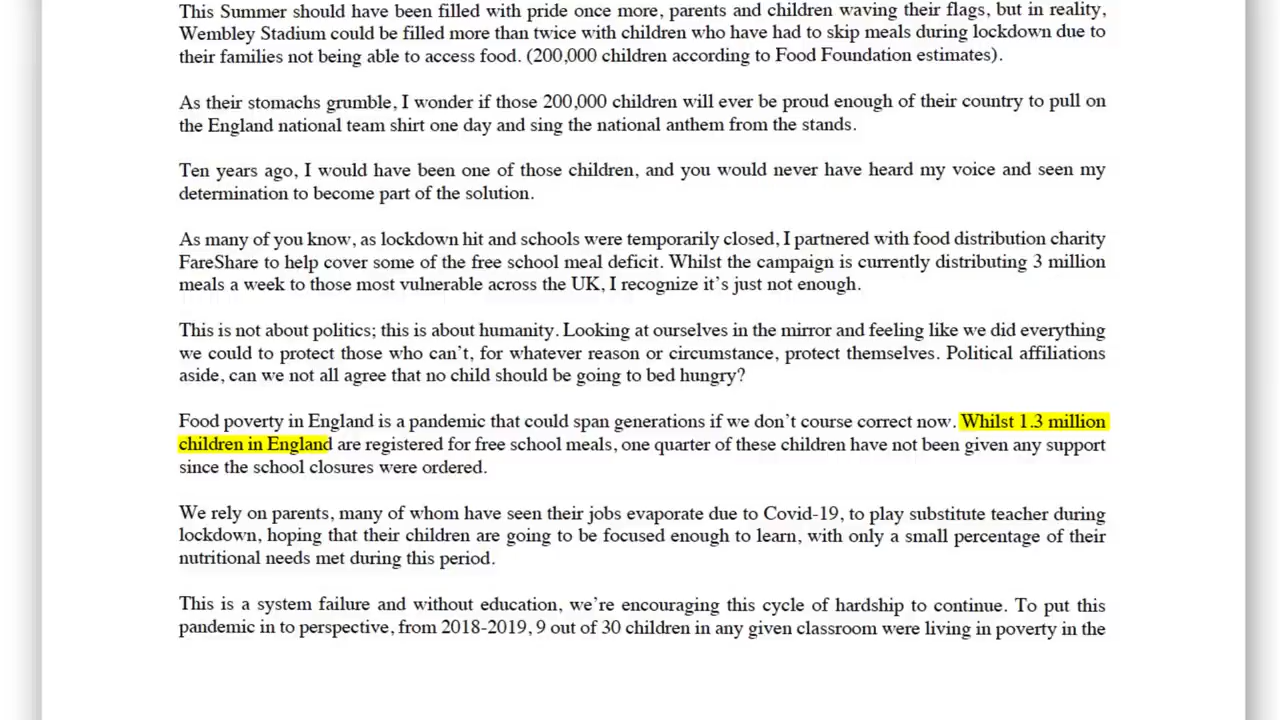 This Summer should have been filled with pride once more, parents and children waving their flags, but in reality,
Wembley Stadium could be filled more than twice with children who have had to skip meals during lockdown due to
their families not being able to access food. (200,000 children according to Food Foundation estimates).
As their stomachs grumble, I wonder if those 200,000 children will ever be proud enough of their country to pull on
the England national team shirt one day and sing the national anthem from the stands.
Ten years ago, I would have been one of those children, and you would never have heard my voice and seen my
determination to become part of the solution.
As many of you know, as lockdown hit and schools were temporarily closed, I partnered with food distribution charity
FareShare to help cover some of the free school meal deficit. Whilst the campaign is currently distributing 3 million
meals a week to those most vulnerable across the UK, I recognize it's just not enough.
This is not about politics; this is about humanity. Looking at ourselves in the mirror and feeling like we did everything
we could to protect those who can't, for whatever reason or circumstance, protect themselves. Political affiliations
aside, can we not all agree that no child should be going to bed hungry?
Food poverty in England is a pandemic that could span generations if we don't course correct now. Whilst 1.3 million
children in England are registered for free school meals, one quarter of these children have not been given any support
since the school closures were ordered.
We rely on parents, many of whom have seen their jobs evaporate due to Covid-19, to play substitute teacher during
lockdown, hoping that their children are going to be focused enough to learn, with only a small percentage of their
nutritional needs met during this period.
This is a system failure and without education, we're encouraging this cycle of hardship to continue. To put this
pandemic in to perspective, from 2018-2019, 9 out of 30 children in any given classroom were living in poverty in the